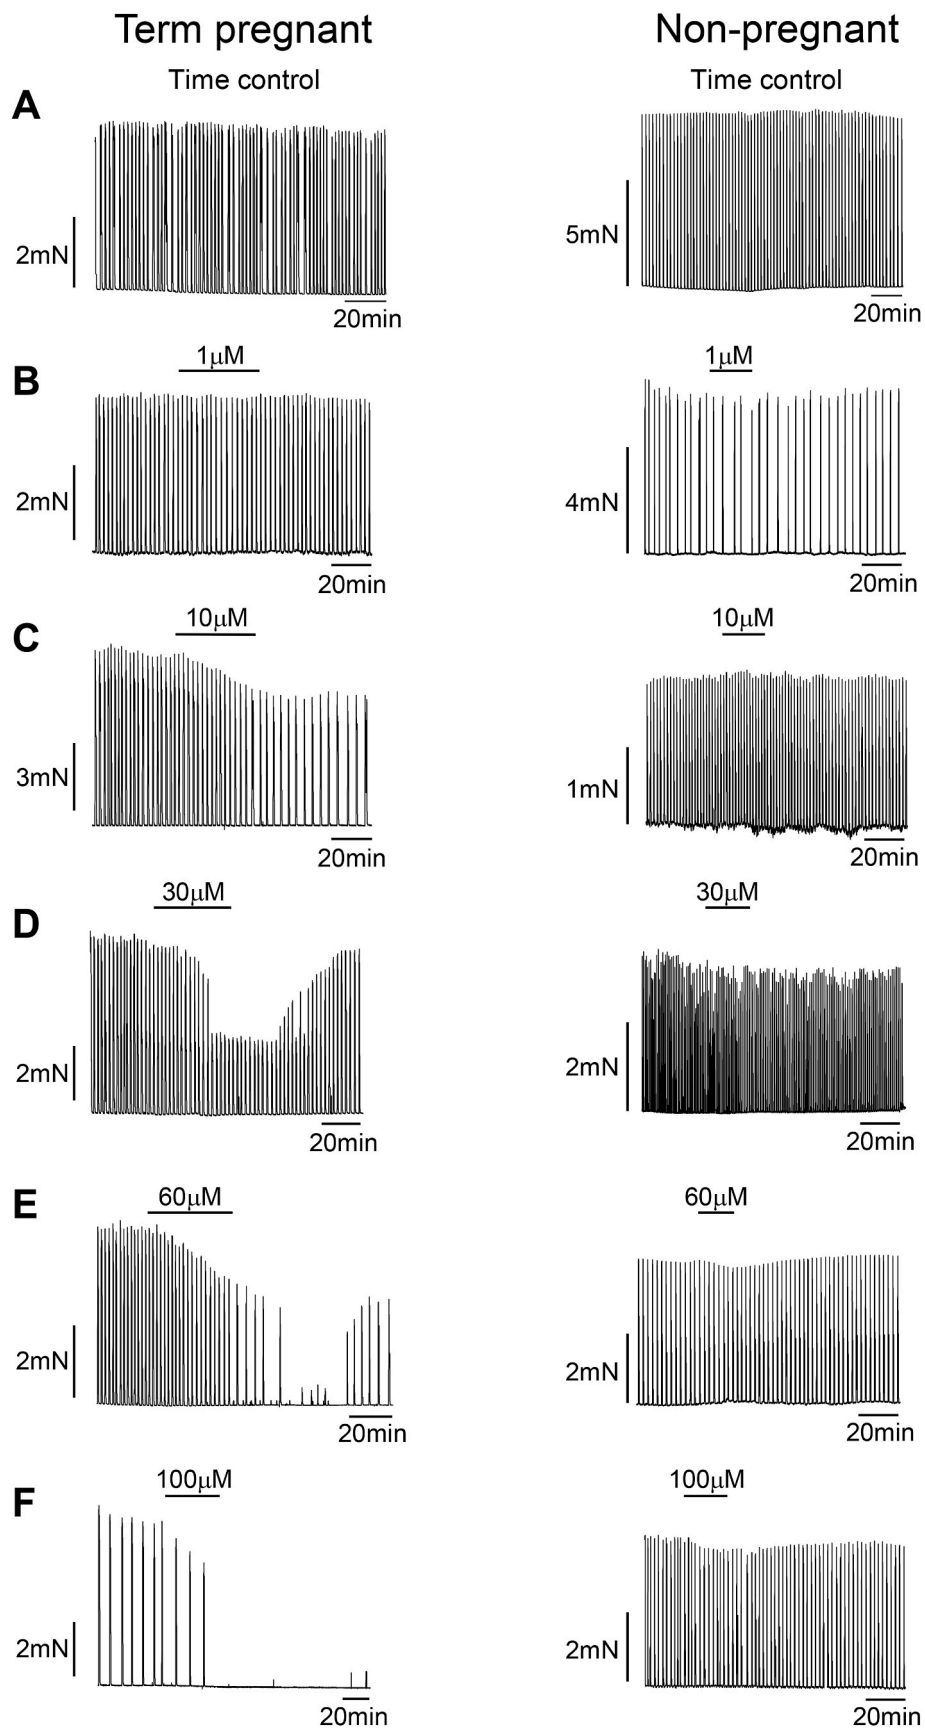 Term pregnant Non-pregnant
Time control Time control
A
2mN 5mN
20min 20min
1µM 1µM
B
2mN 4mN
20min 20min
10µM 10µM
C
3mN 1mN
20min 20min
30µM 30µM
D
2mN 2mN
20min 20min
60µM 60µM
E
2mN 2mN
20min 20min
100µM 100µM
F
2mN 2mN
20min 20min